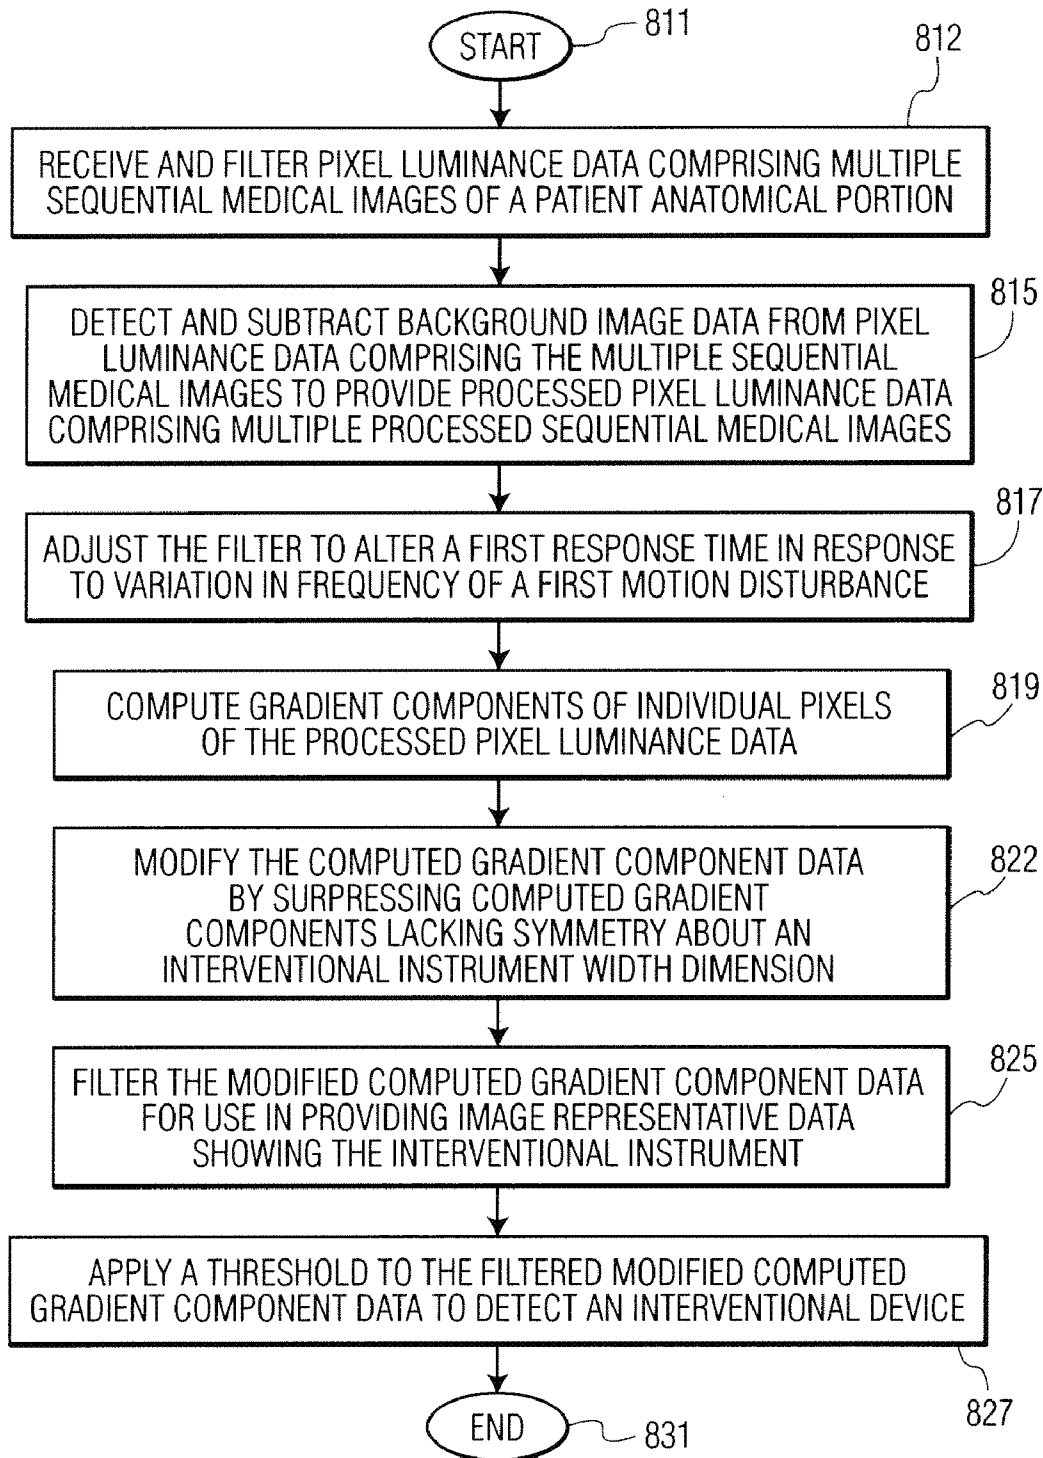 START
811
812
RECEIVE AND FILTER PIXEL LUMINANCE DATA COMPRISING MULTIPLE
SEQUENTIAL MEDICAL IMAGES OF A PATIENT ANATOMICAL PORTION
815
DETECT AND SUBTRACT BACKGROUND IMAGE DATA FROM PIXEL
LUMINANCE DATA COMPRISING THE MULTIPLE SEQUENTIAL
MEDICAL IMAGES TO PROVIDE PROCESSED PIXEL LUMINANCE DATA
COMPRISING MULTIPLE PROCESSED SEQUENTIAL MEDICAL IMAGES
817
ADJUST THE FILTER TO ALTER A FIRST RESPONSE TIME IN RESPONSE
TO VARIATION IN FREQUENCY OF A FIRST MOTION DISTURBANCE
819
COMPUTE GRADIENT COMPONENTS OF INDIVIDUAL PIXELS
OF THE PROCESSED PIXEL LUMINANCE DATA
822
MODIFY THE COMPUTED GRADIENT COMPONENT DATA
BY SURPRESSING COMPUTED GRADIENT
COMPONENTS LACKING SYMMETRY ABOUT AN
INTERVENTIONAL INSTRUMENT WIDTH DIMENSION
825
FILTER THE MODIFIED COMPUTED GRADIENT COMPONENT DATA
FOR USE IN PROVIDING IMAGE REPRESENTATIVE DATA
SHOWING THE INTERVENTIONAL INSTRUMENT
APPLY A THRESHOLD TO THE FILTERED MODIFIED COMPUTED
GRADIENT COMPONENT DATA TO DETECT AN INTERVENTIONAL DEVICE
827
END
831